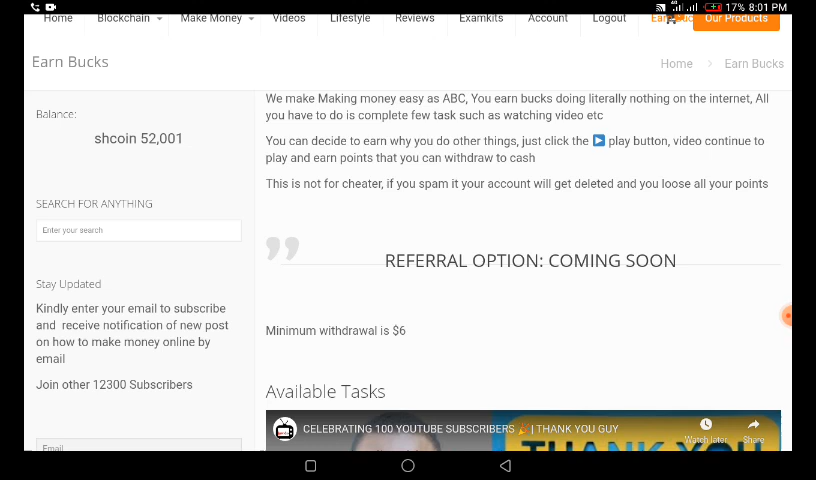 17% 8:01 PM
Home Blockchain Make Money Videos Lifestyle Reviews Examkits Account Logout Our Products
Earn Bucks
Home > Earn Bucks
Balance:
shcoin 52,001
SEARCH FOR ANYTHING
Enter your search
Stay Updated
Kindly enter your email to subscribe
and receive notification of new post
on how to make money online by
email
Join other 12300 Subscribers
Email
We make Making money easy as ABC, You earn bucks doing literally nothing on the internet, All
you have to do is complete few task such as watching video etc
You can decide to earn why you do other things, just click the ▶ play button, video continue to
play and earn points that you can withdraw to cash
This is not for cheater, if you spam it your account will get deleted and you loose all your points
REFERRAL OPTION: COMING SOON
Minimum withdrawal is $6
Available Tasks
CELEBRATING 100 YOUTUBE SUBSCRIBERS 🎉 | THANK YOU GUY
Watch later Share
THANK YOU